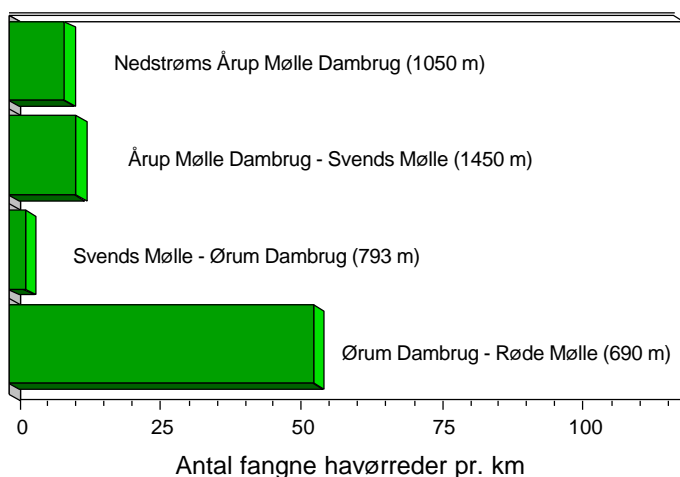 Nedstrøms Årup Mølle Dambrug (1050 m)
Årup Mølle Dambrug - Svends Mølle (1450 m)
Svends Mølle - Ørum Dambrug (793 m)
Ørum Dambrug - Røde Mølle (690 m)
0 25 50 75 100
Antal fangne havørreder pr. km